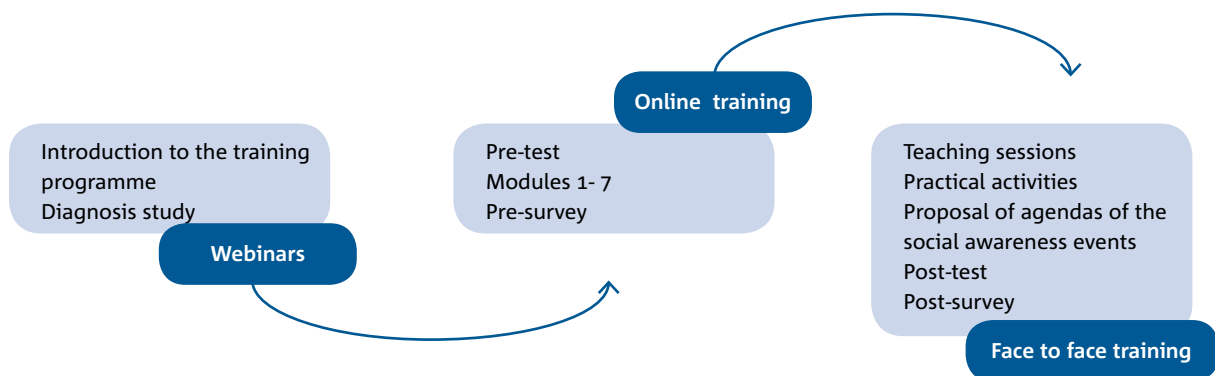 Introduction to the training
programme
Diagnosis study
Webinars
Online training
Pre-test
Modules 1- 7
Pre-survey
Teaching sessions
Practical activities
Proposal of agendas of the
social awareness events
Post-test
Post-survey
Face to face training